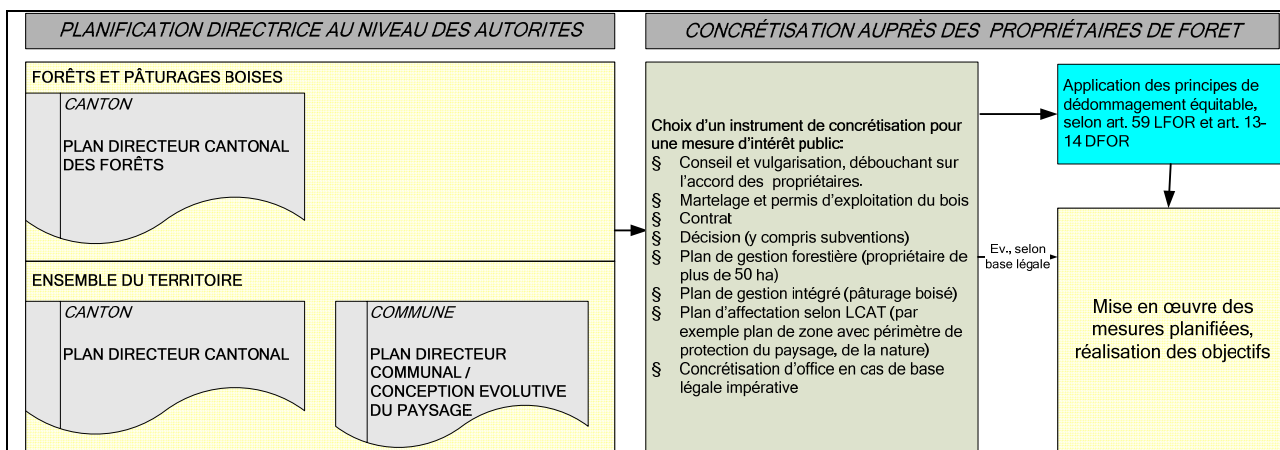 PLANIFICATION DIRECTRICE AU NIVEAU DES AUTORITES
CONCRÉTISATION AUPRÈS DES PROPRIÉTAIRES DE FORET
FORÊTS ET PÂTURAGES BOISES
CANTON
PLAN DIRECTEUR CANTONAL
DES FORÊTS
ENSEMBLE DU TERRITOIRE
CANTON
PLAN DIRECTEUR CANTONAL
COMMUNE
PLAN DIRECTEUR
COMMUNAL /
CONCEPTION EVOLUTIVE
DU PAYSAGE
Choix d'un instrument de concrétisation pour
une mesure d'intérêt public:
§ Conseil et vulgarisation, débouchant sur
l'accord des propriétaires.
§ Martelage et permis d'exploitation du bois
§ Contrat
§ Décision (y compris subventions)
§ Plan de gestion forestière (propriétaire de
plus de 50 ha)
§ Plan de gestion intégré (pâturage boisé)
§ Plan d'affectation selon LCAT (par
exemple plan de zone avec périmètre de
protection du paysage, de la nature)
§ Concrétisation d'office en cas de base
légale impérative
Application des principes de
dédommagement équitable,
selon art. 59 LFOR et art. 13-
14 DFOR
Ev., selon
base légale
Mise en œuvre des
mesures planifiées,
réalisation des objectifs